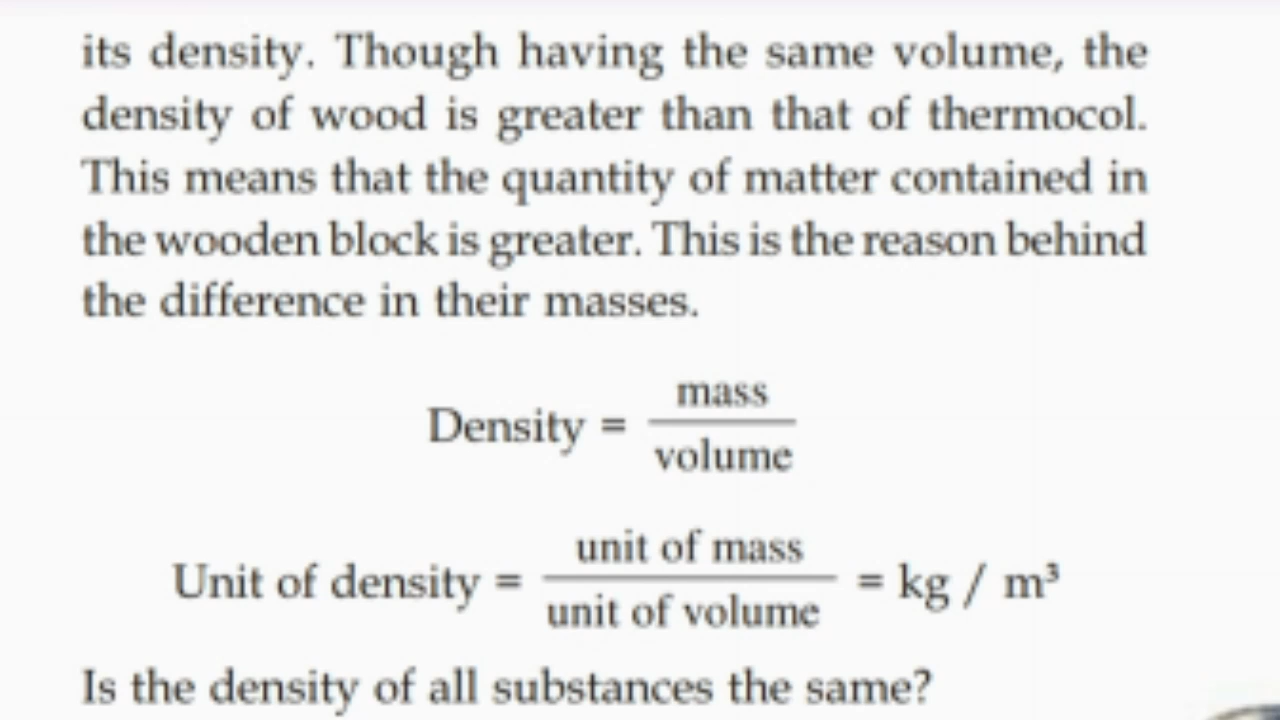 its density. Though having the same volume, the
density of wood is greater than that of thermocol.
This means that the quantity of matter contained in
the wooden block is greater. This is the reason behind
the difference in their masses.
Density = mass / volume
Unit of density = unit of mass / unit of volume = kg / m³
Is the density of all substances the same?